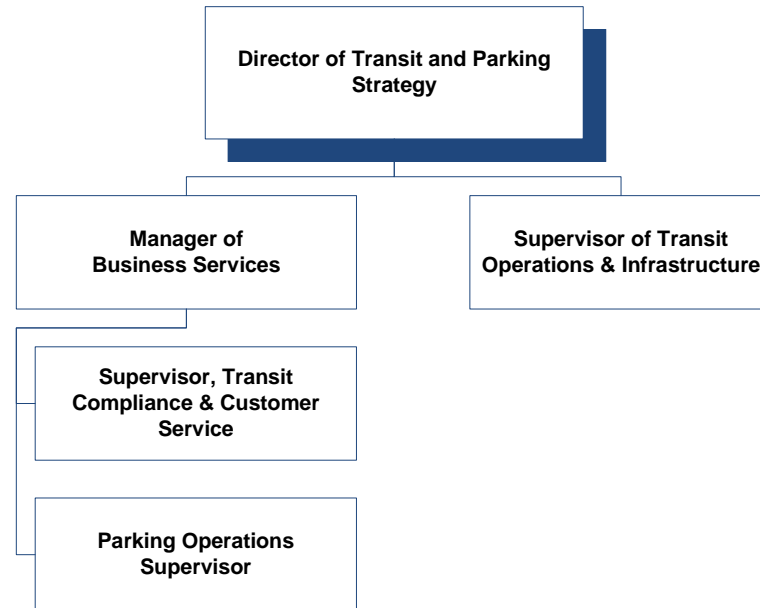 Director of Transit and Parking
Strategy
Manager of
Business Services
Supervisor of Transit
Operations & Infrastructure
Supervisor, Transit
Compliance & Customer
Service
Parking Operations
Supervisor